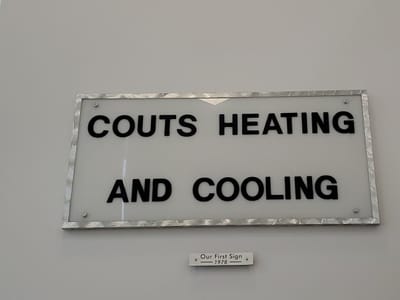 COUTS HEATING
AND COOLING
Our First Sign
1978